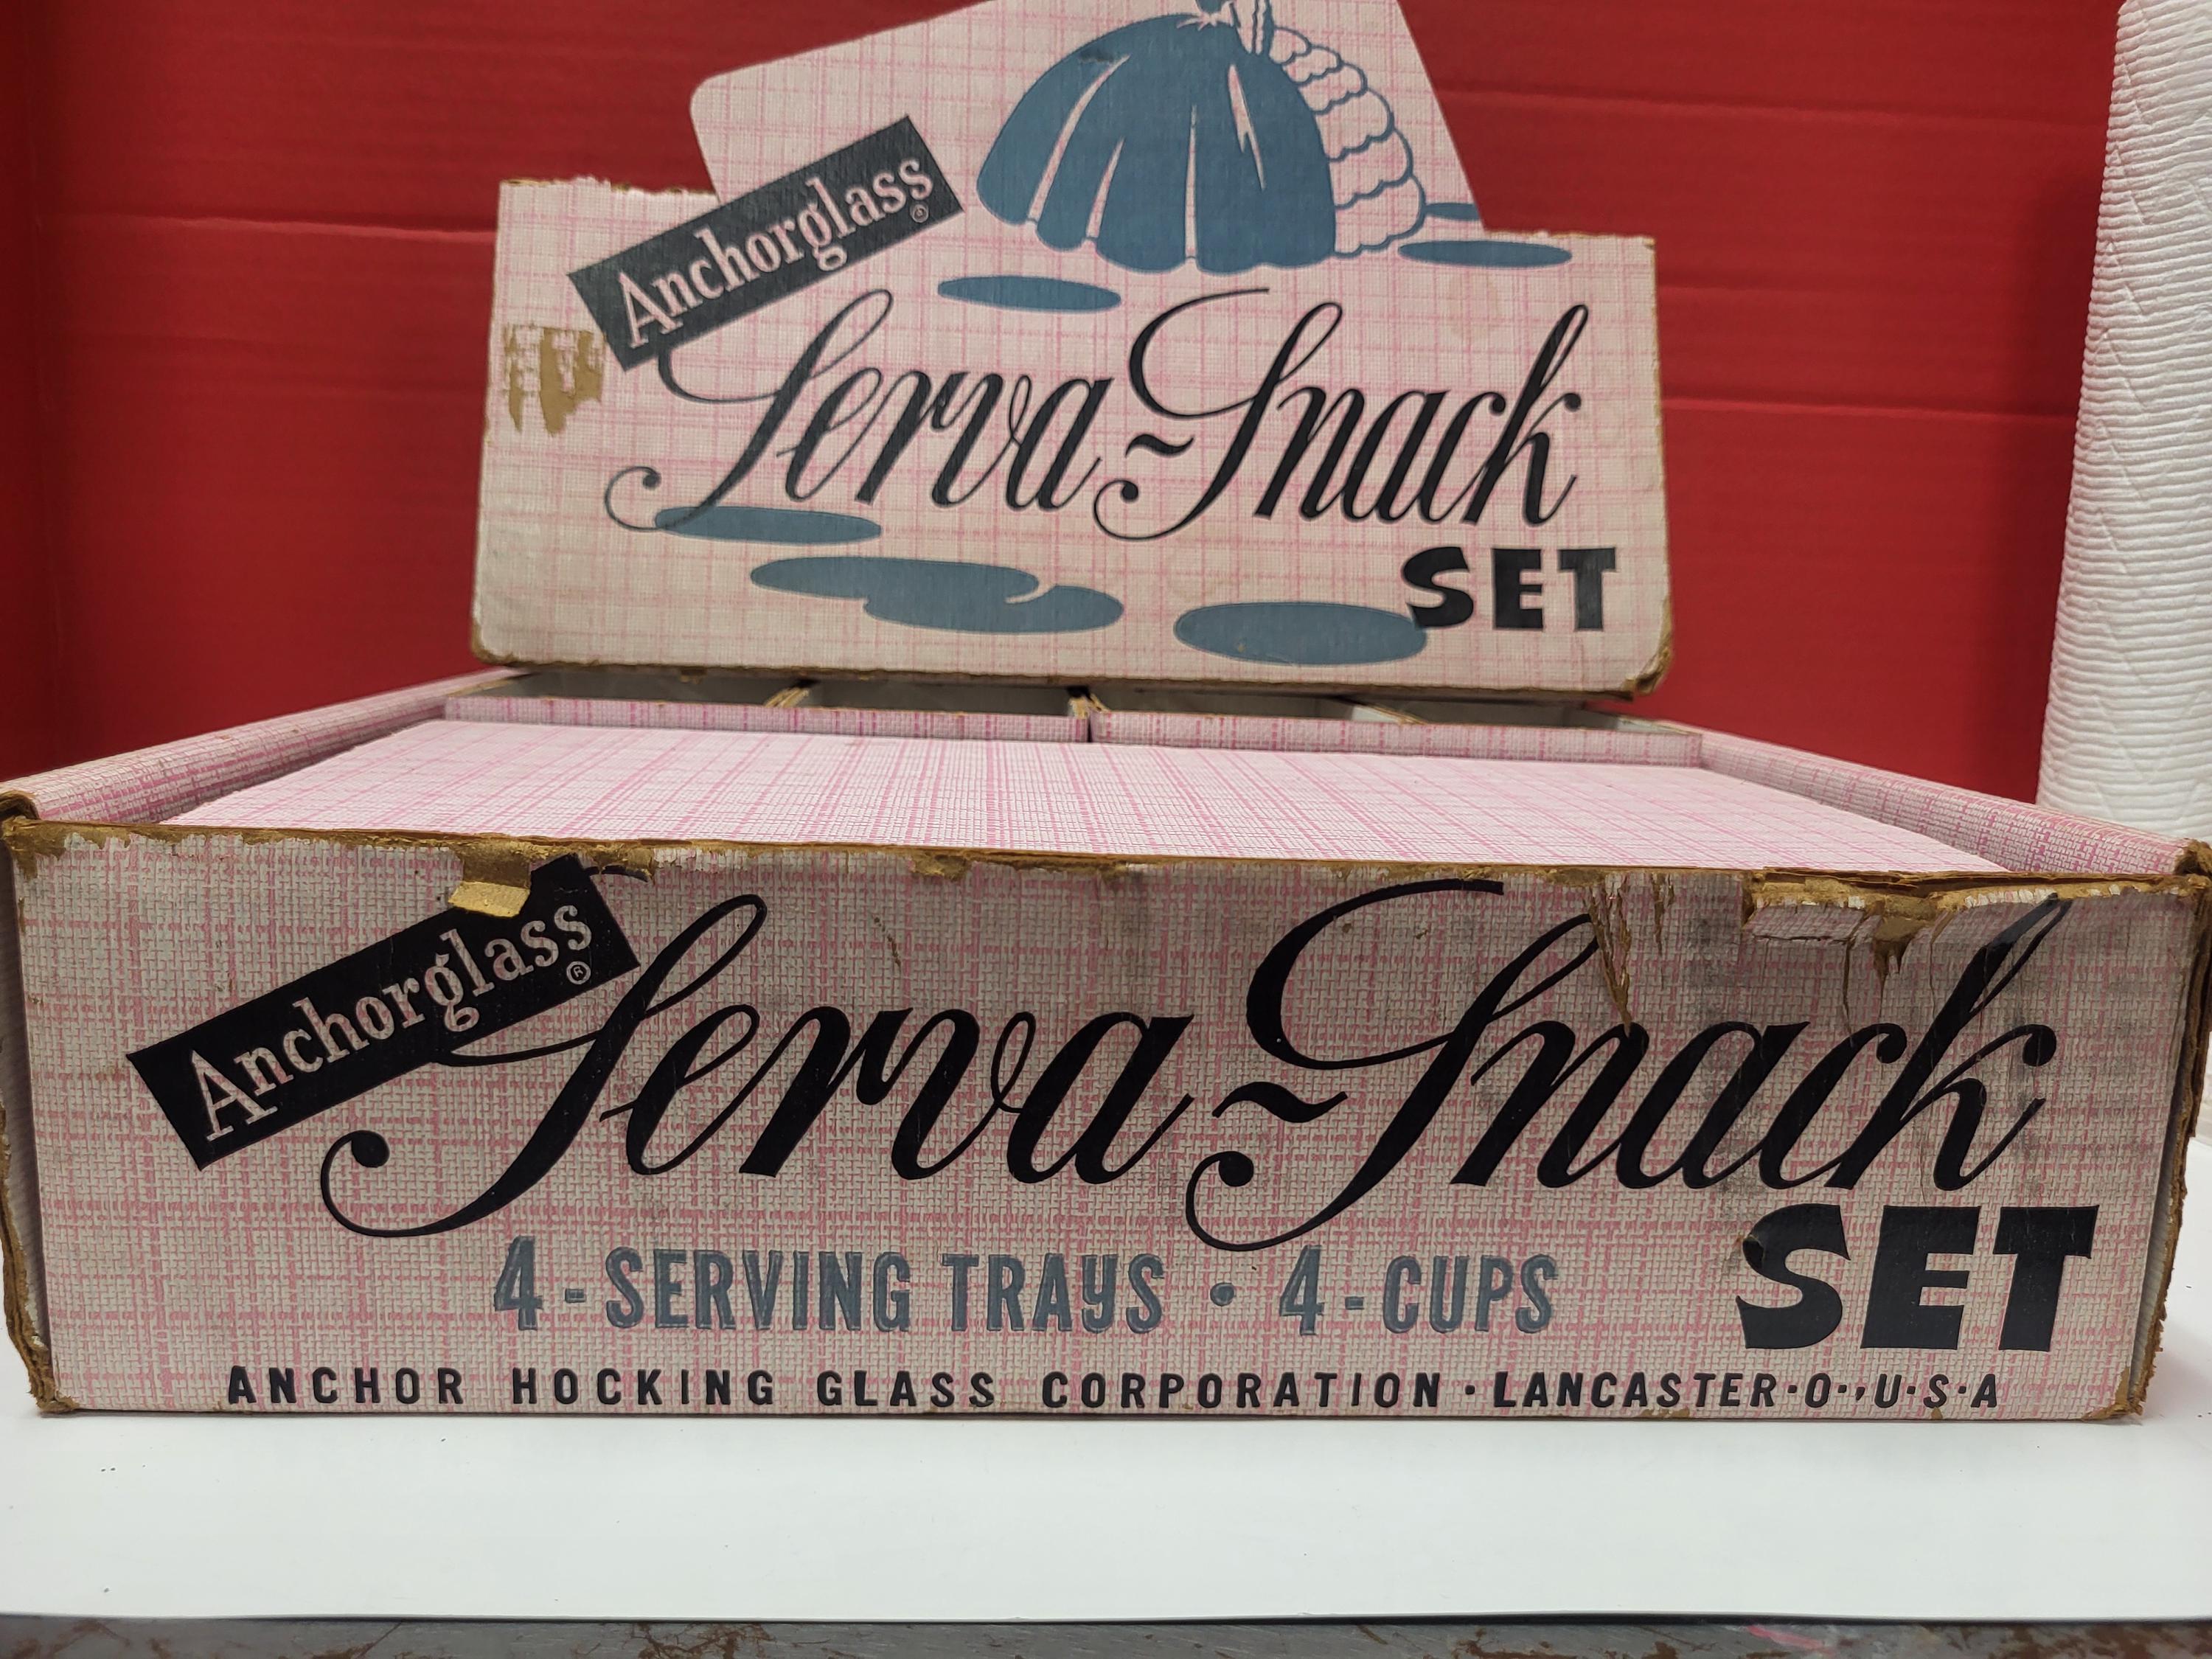 Anchorglass®
Serva~Snack
SET
Anchorglass®
Serva~Snack
SET
4-SERVING TRAYS • 4-CUPS
ANCHOR HOCKING GLASS CORPORATION · LANCASTER·O·,U·S·A